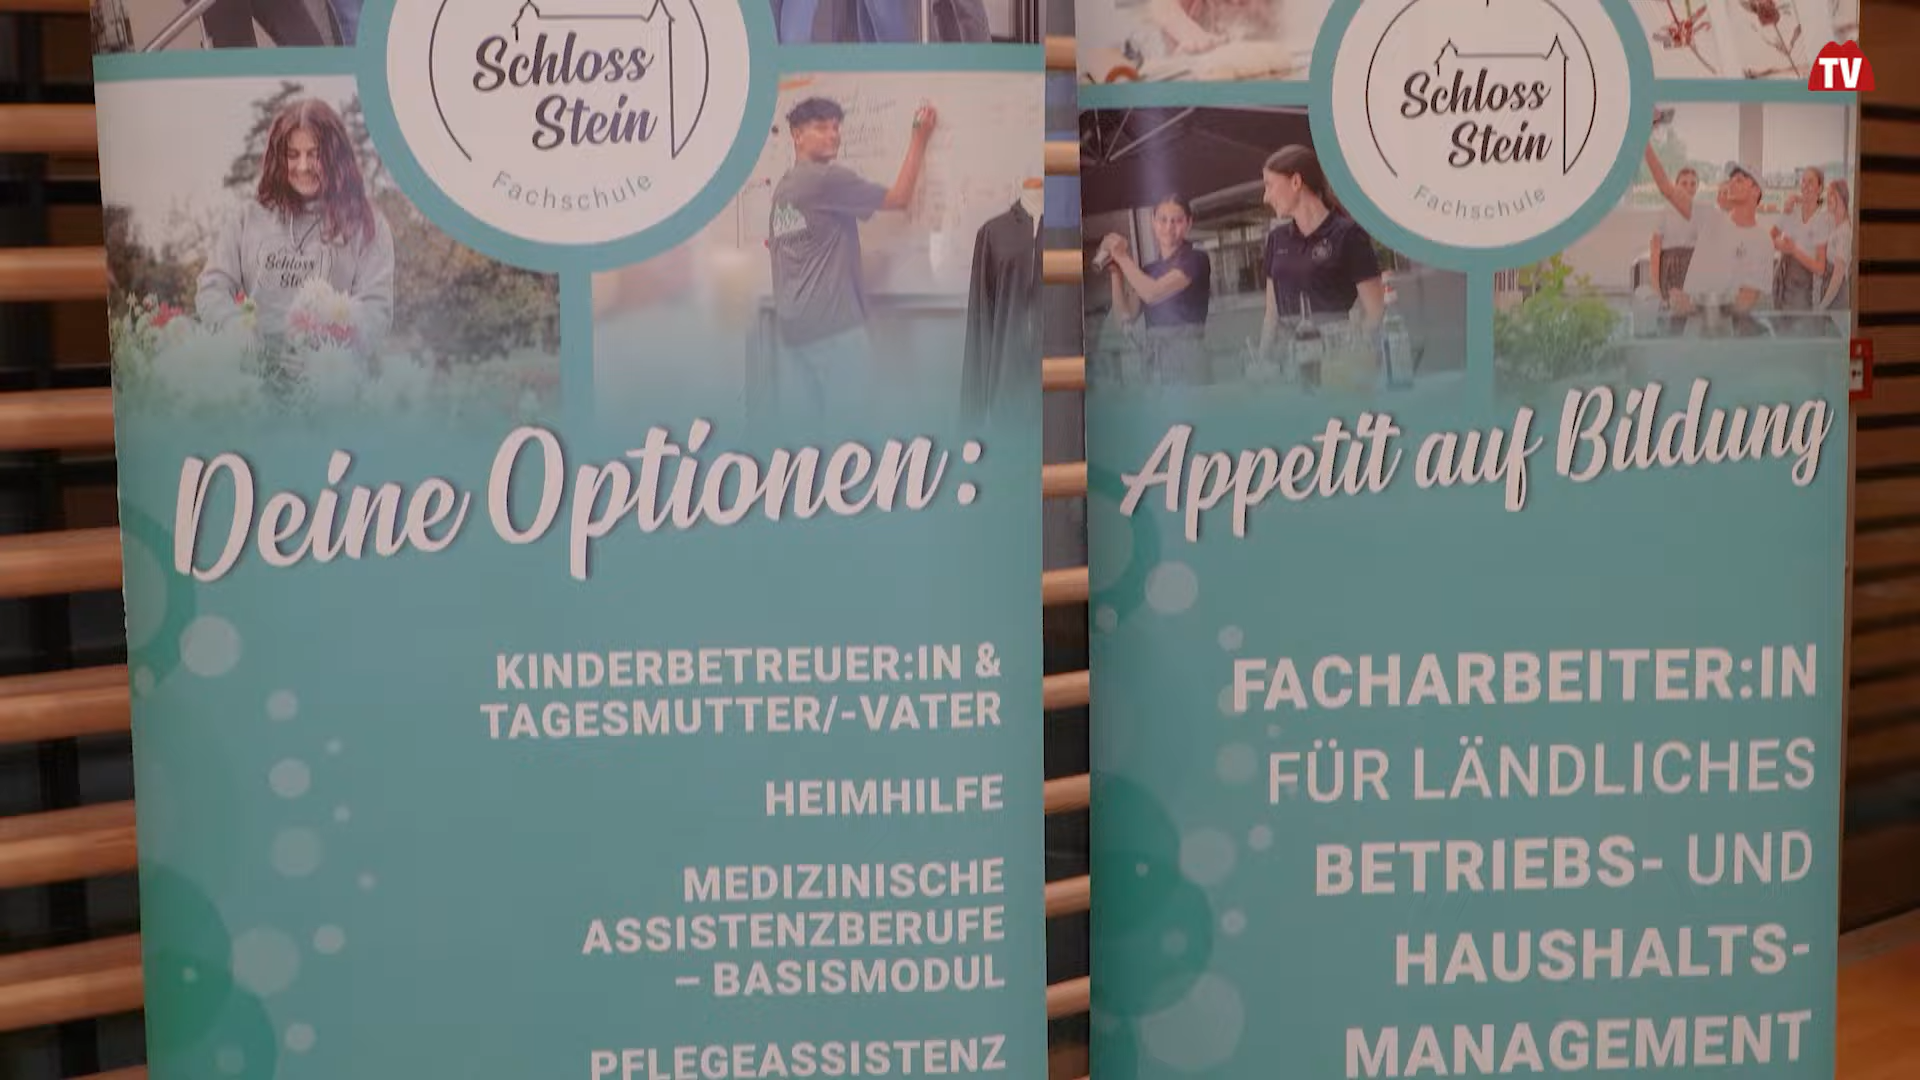 Schloss
Stein
Fachschule
Schloss
Deine Optionen:
KINDERBETREUER:IN &
TAGESMUTTER/-VATER
HEIMHILFE
MEDIZINISCHE
ASSISTENZBERUFE
– BASISMODUL
PFLEGEASSISTENZ
Schloss
Stein
Fachschule
Appetit auf Bildung
FACHARBEITER:IN
FÜR LÄNDLICHES
BETRIEBS- UND
HAUSHALTS-
MANAGEMENT
TV